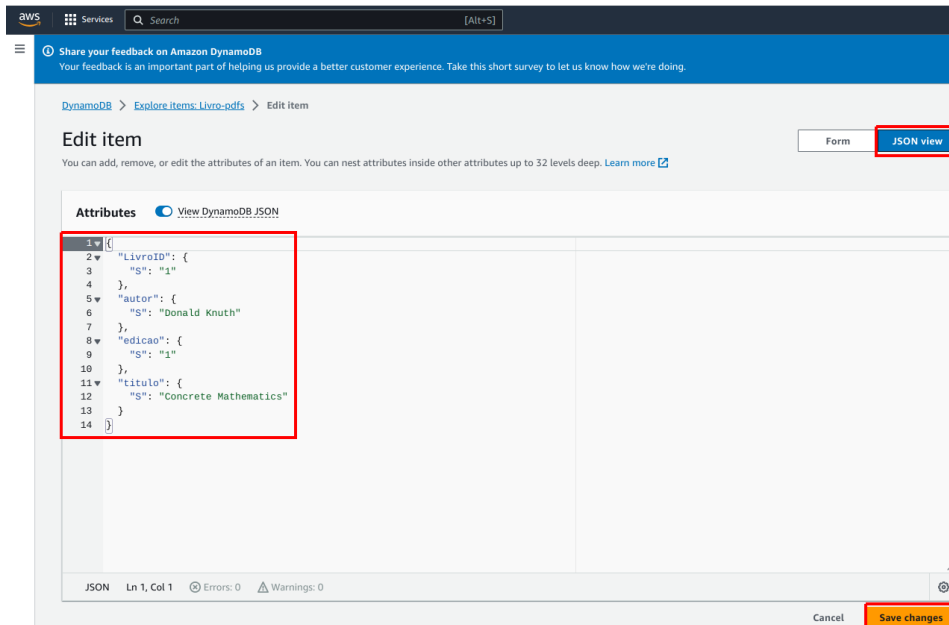 aws Services Search [Alt+S]
Share your feedback on Amazon DynamoDB
Your feedback is an important part of helping us provide a better customer experience. Take this short survey to let us know how we're doing.
DynamoDB > Explore items: Livro-pdfs > Edit item
Edit item
Form JSON view
You can add, remove, or edit the attributes of an item. You can nest attributes inside other attributes up to 32 levels deep. Learn more
Attributes View DynamoDB JSON
1 {
2 "LivroID": {
3 "S": "1"
4 },
5 "autor": {
6 "S": "Donald Knuth"
7 },
8 "edicao": {
9 "S": "1"
10 },
11 "titulo": {
12 "S": "Concrete Mathematics"
13 }
14 }
JSON Ln 1, Col 1 Errors: 0 Warnings: 0
Cancel Save changes